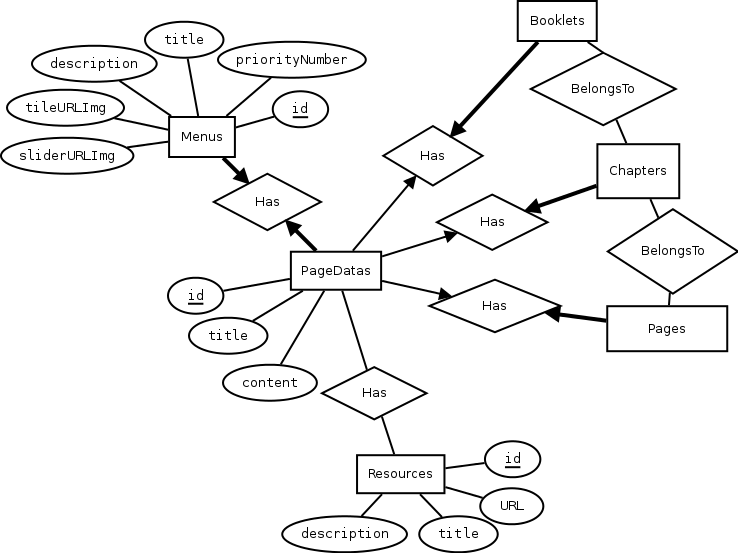 Booklets
title
description
priorityNumber
BelongsTo
tileURLImg
id
Menus
sliderURLImg
Has
Chapters
Has
Has
BelongsTo
PageDatas
id
Has
title
Pages
content
Has
id
Resources
URL
description
title